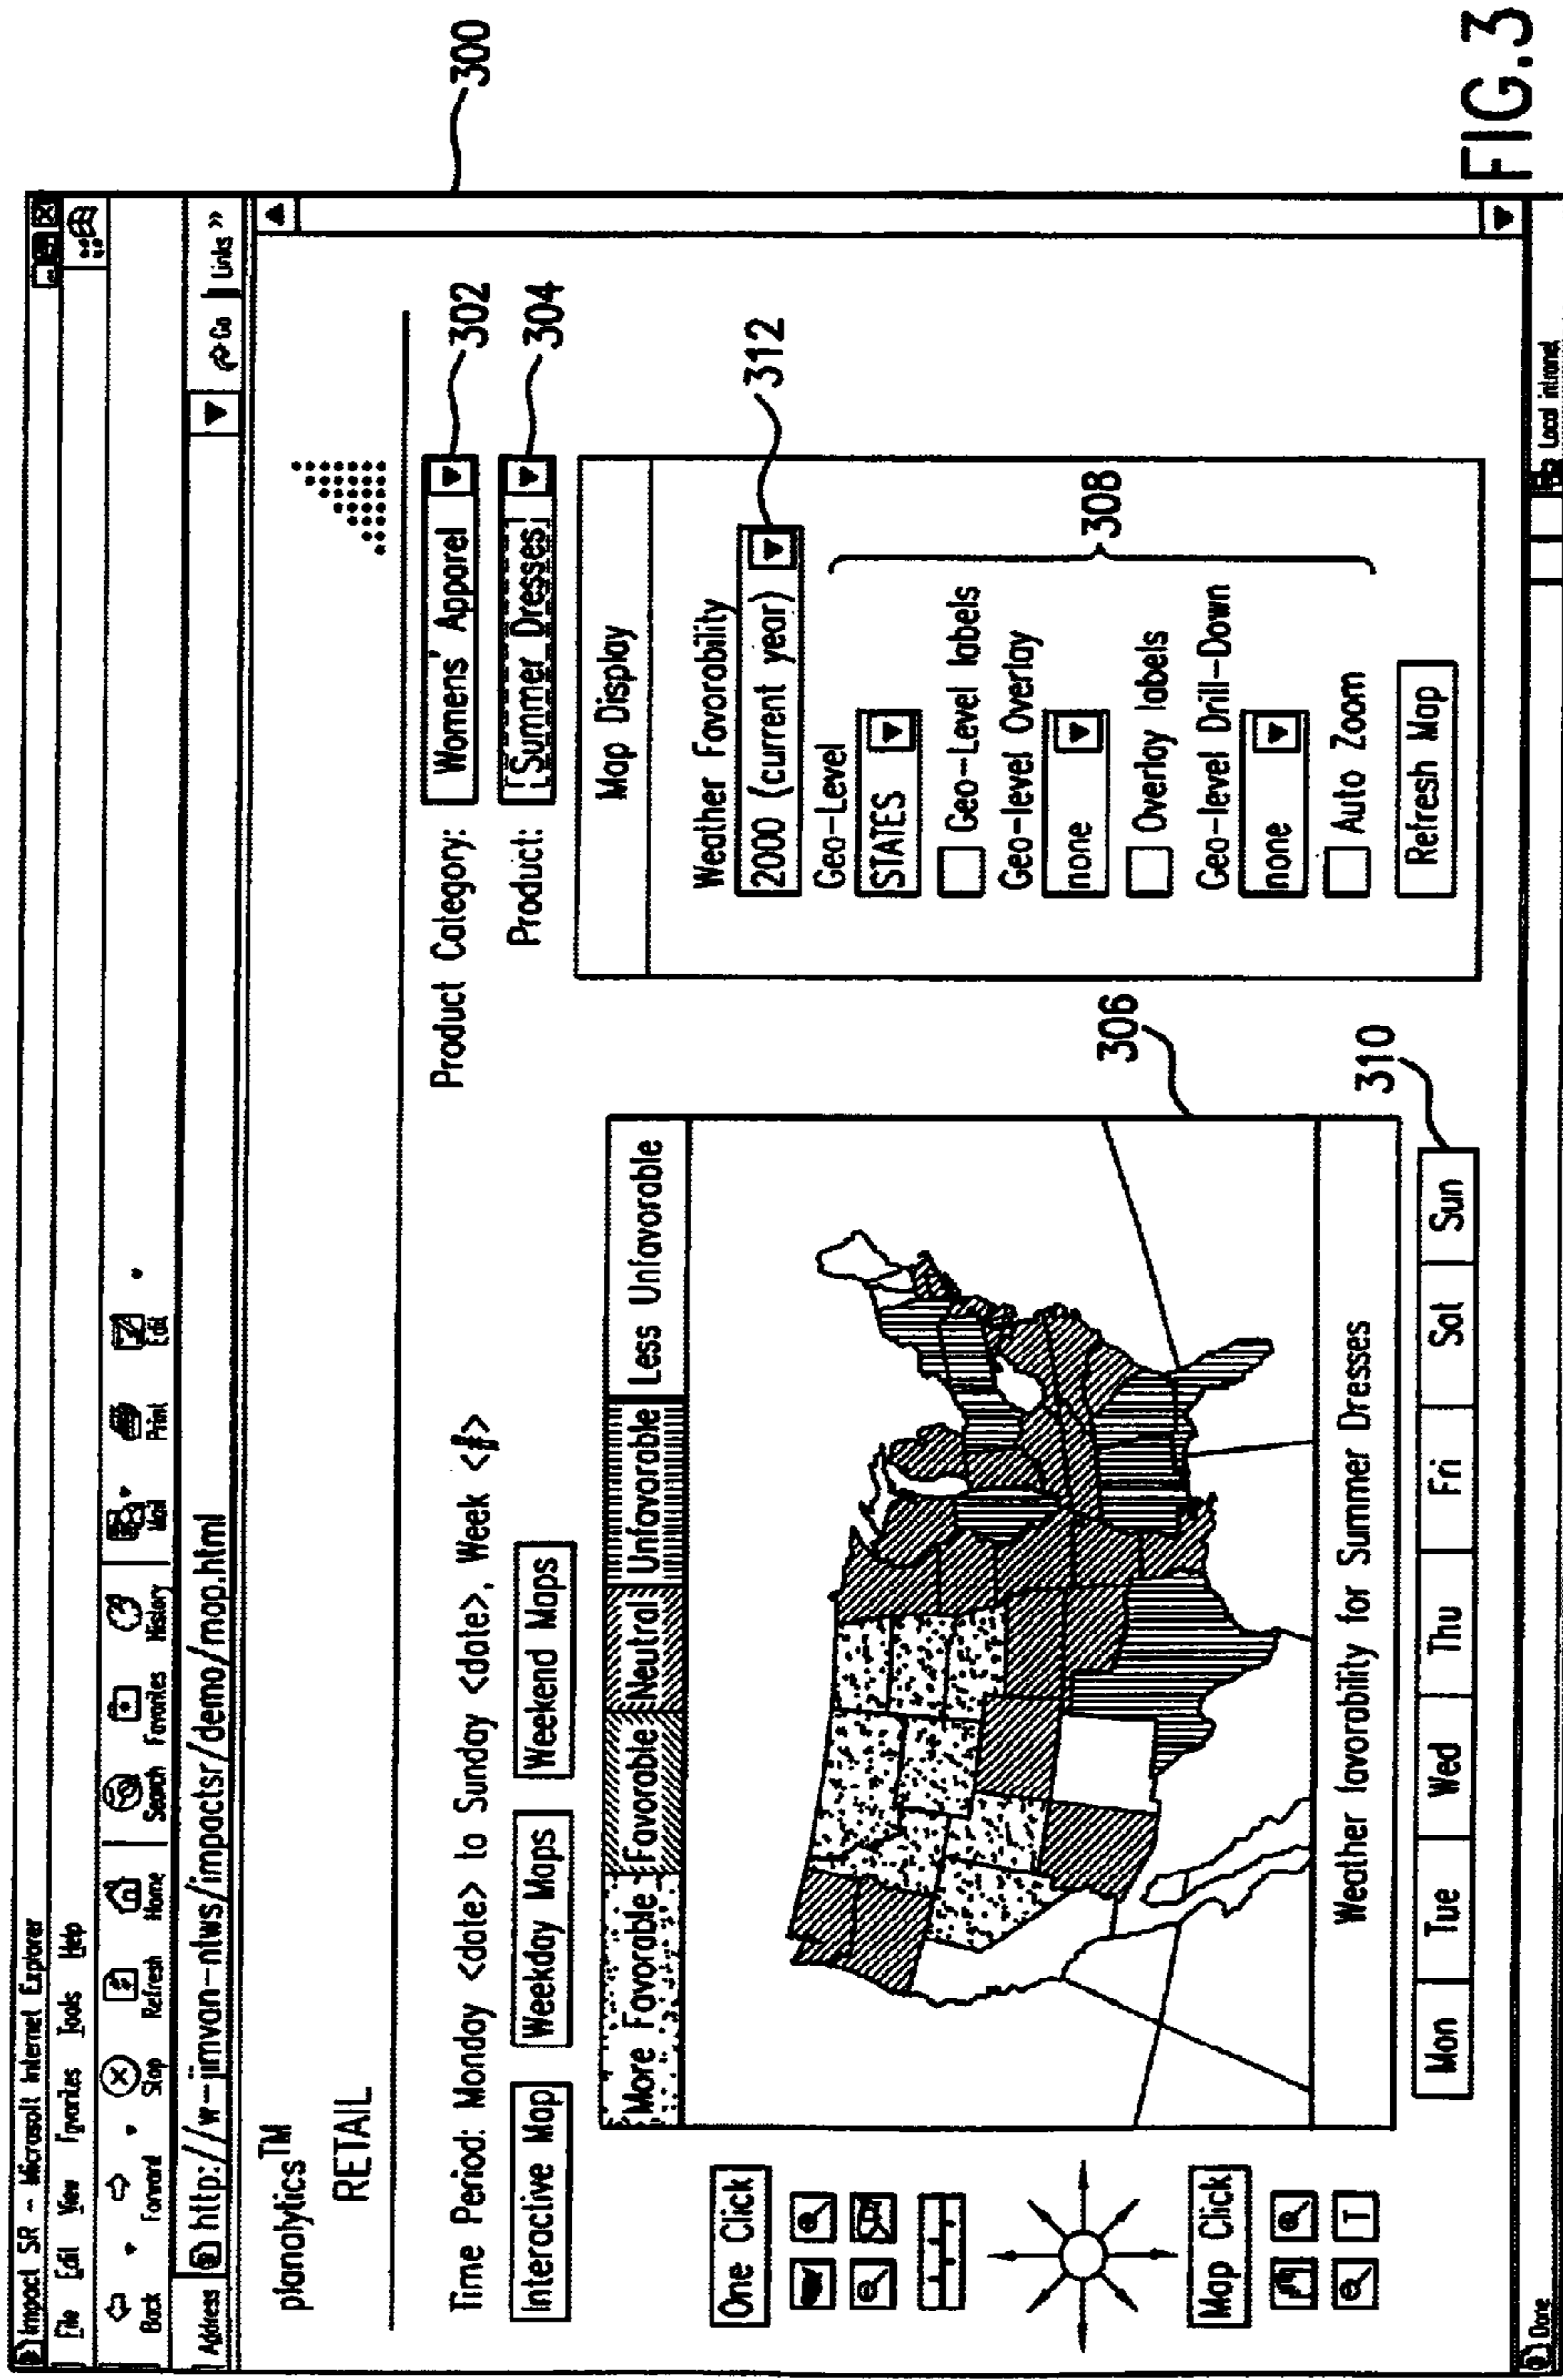 Impact SR - Microsoft Internet Explorer
File Edit View Favorites Tools Help
Back Forward Stop Refresh Home Search Favorites History Mail Print Edit
Address http://w-jimvan-nlws/impactsr/demo/map.html Go Links »
300
planalytics™
RETAIL
Time Period: Monday <date> to Sunday <date>, Week <#>
Product Category: Womens' Apparel 302
Product: Summer Dresses 304
Interactive Map Weekday Maps Weekend Maps
More Favorable Favorable Neutral Unfavorable Less Unfavorable
One Click
Map Click
T
306
Weather favorability for Summer Dresses
Mon Tue Wed Thu Fri Sat Sun
310
Map Display
Weather Favorability
2000 (current year) 312
Geo-Level
STATES
Geo-Level labels
308
Geo-level Overlay
none
Overlay labels
Geo-level Drill-Down
none
Auto Zoom
Refresh Map
Done Local intranet
FIG.3